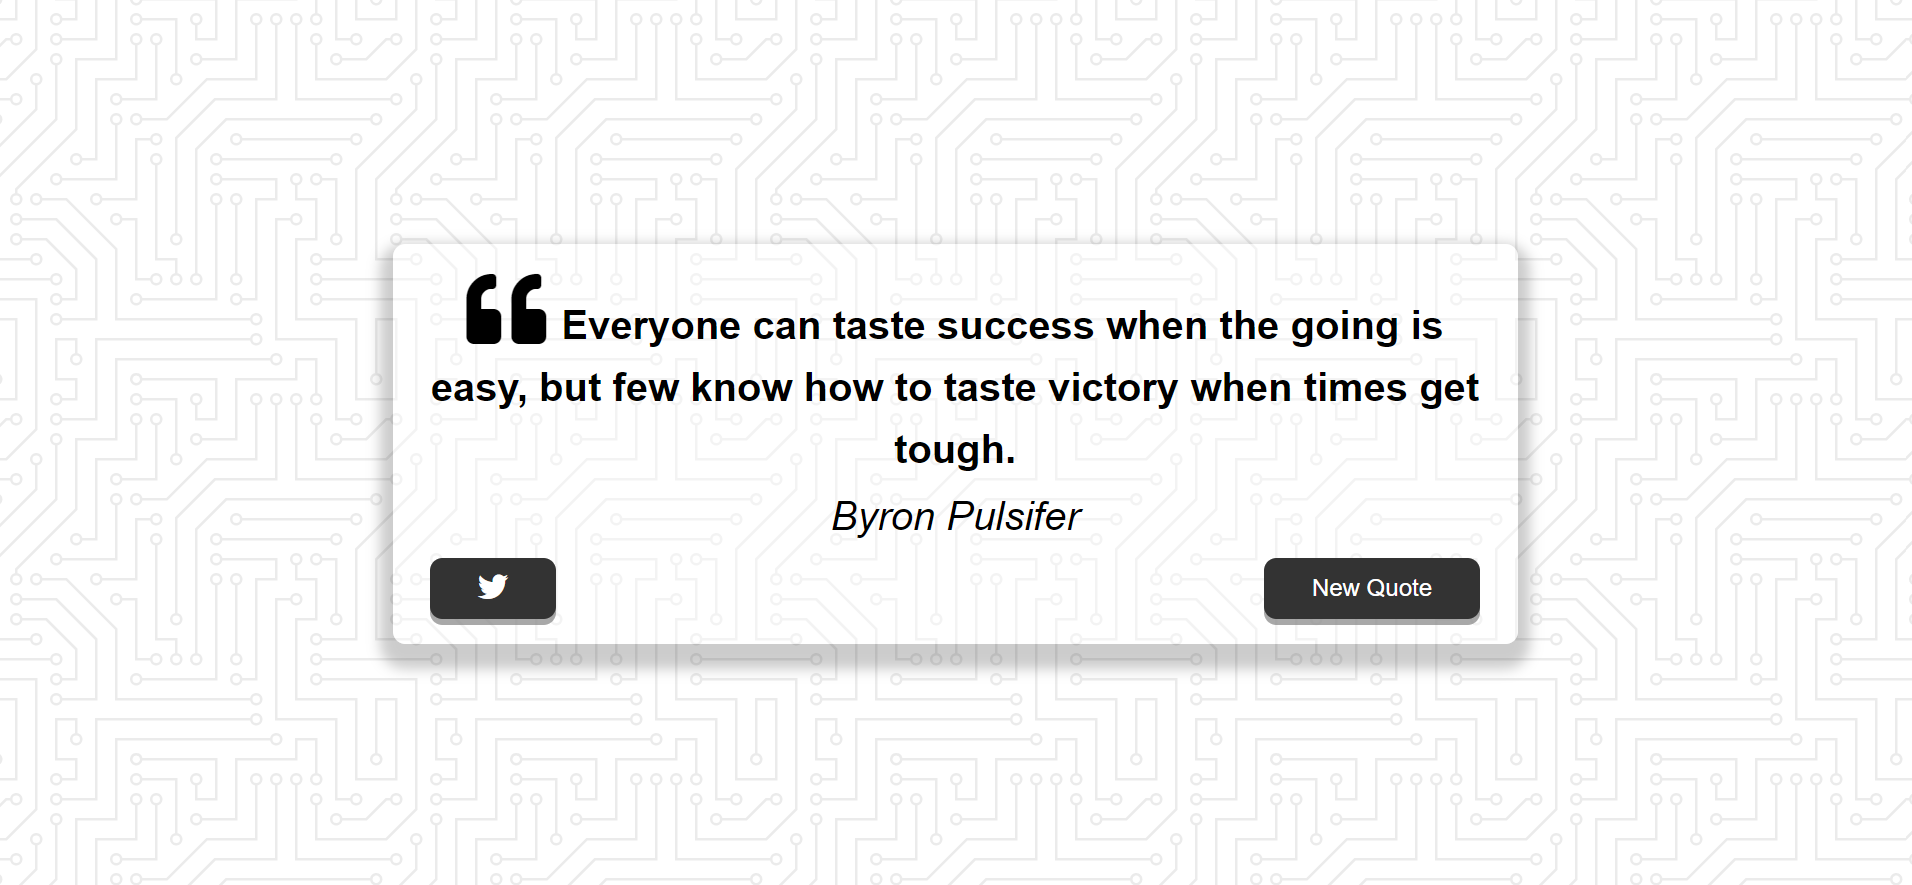 Everyone can taste success when the going is
easy, but few know how to taste victory when times get
tough.
Byron Pulsifer
New Quote